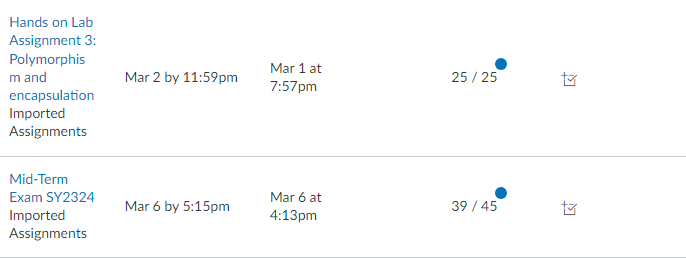 Hands on Lab
Assignment 3:
Polymorphis
m and
encapsulation
Imported
Assignments
Mar 2 by 11:59pm
Mar 1 at
7:57pm
25 / 25
Mid-Term
Exam SY2324
Imported
Assignments
Mar 6 by 5:15pm
Mar 6 at
4:13pm
39 / 45